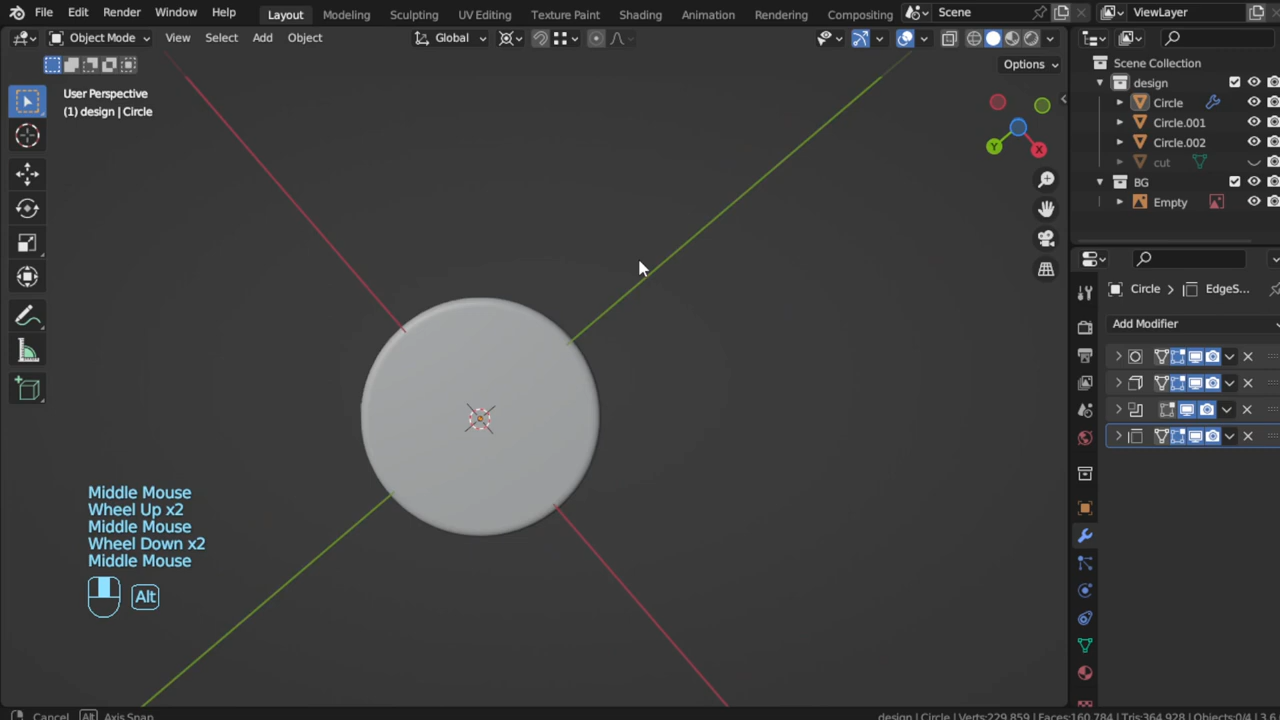 File Edit Render Window Help Layout Modeling Sculpting UV Editing Texture Paint Shading Animation Rendering Compositing Scene ViewLayer
Object Mode View Select Add Object Global
Options
User Perspective
(1) design | Circle
Scene Collection
design
Circle
Circle.001
Circle.002
cut
BG
Empty
X
Y
Circle EdgeS...
Add Modifier
Middle Mouse
Wheel Up x2
Middle Mouse
Wheel Down x2
Middle Mouse
Alt
Cancel Alt Axis Snap design | Circle | Verts:229,859 | Faces:160,784 | Tris:364,928 | Objects:0/4 | 3.6